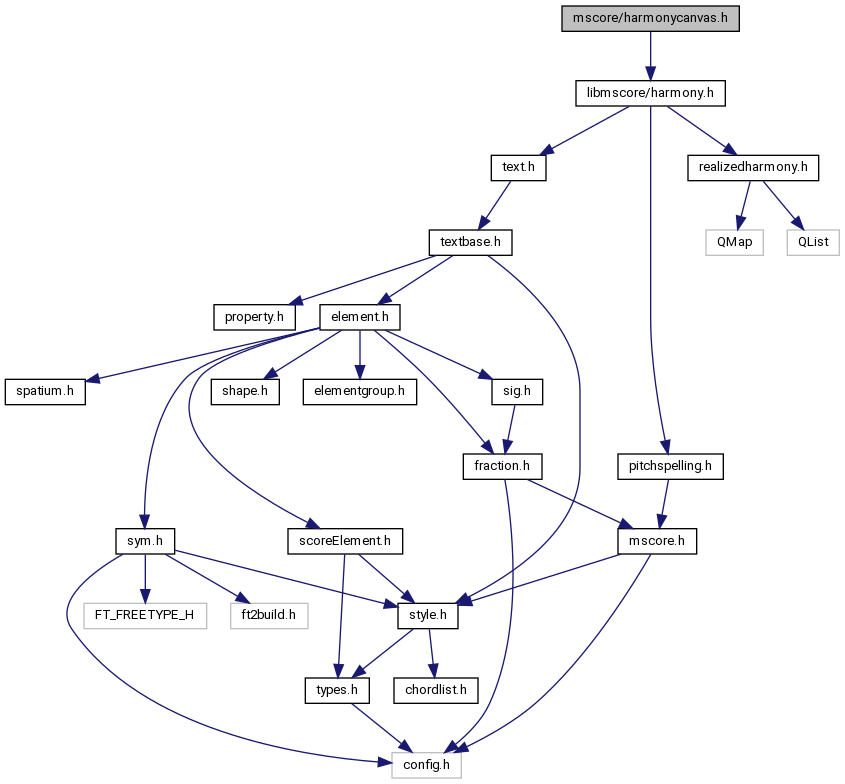 mscore/harmonycanvas.h
libmscore/harmony.h
text.h
realizedharmony.h
textbase.h
QMap
QList
property.h
element.h
spatium.h
shape.h
elementgroup.h
sig.h
fraction.h
pitchspelling.h
sym.h
scoreElement.h
mscore.h
FT_FREETYPE_H
ft2build.h
style.h
types.h
chordlist.h
config.h